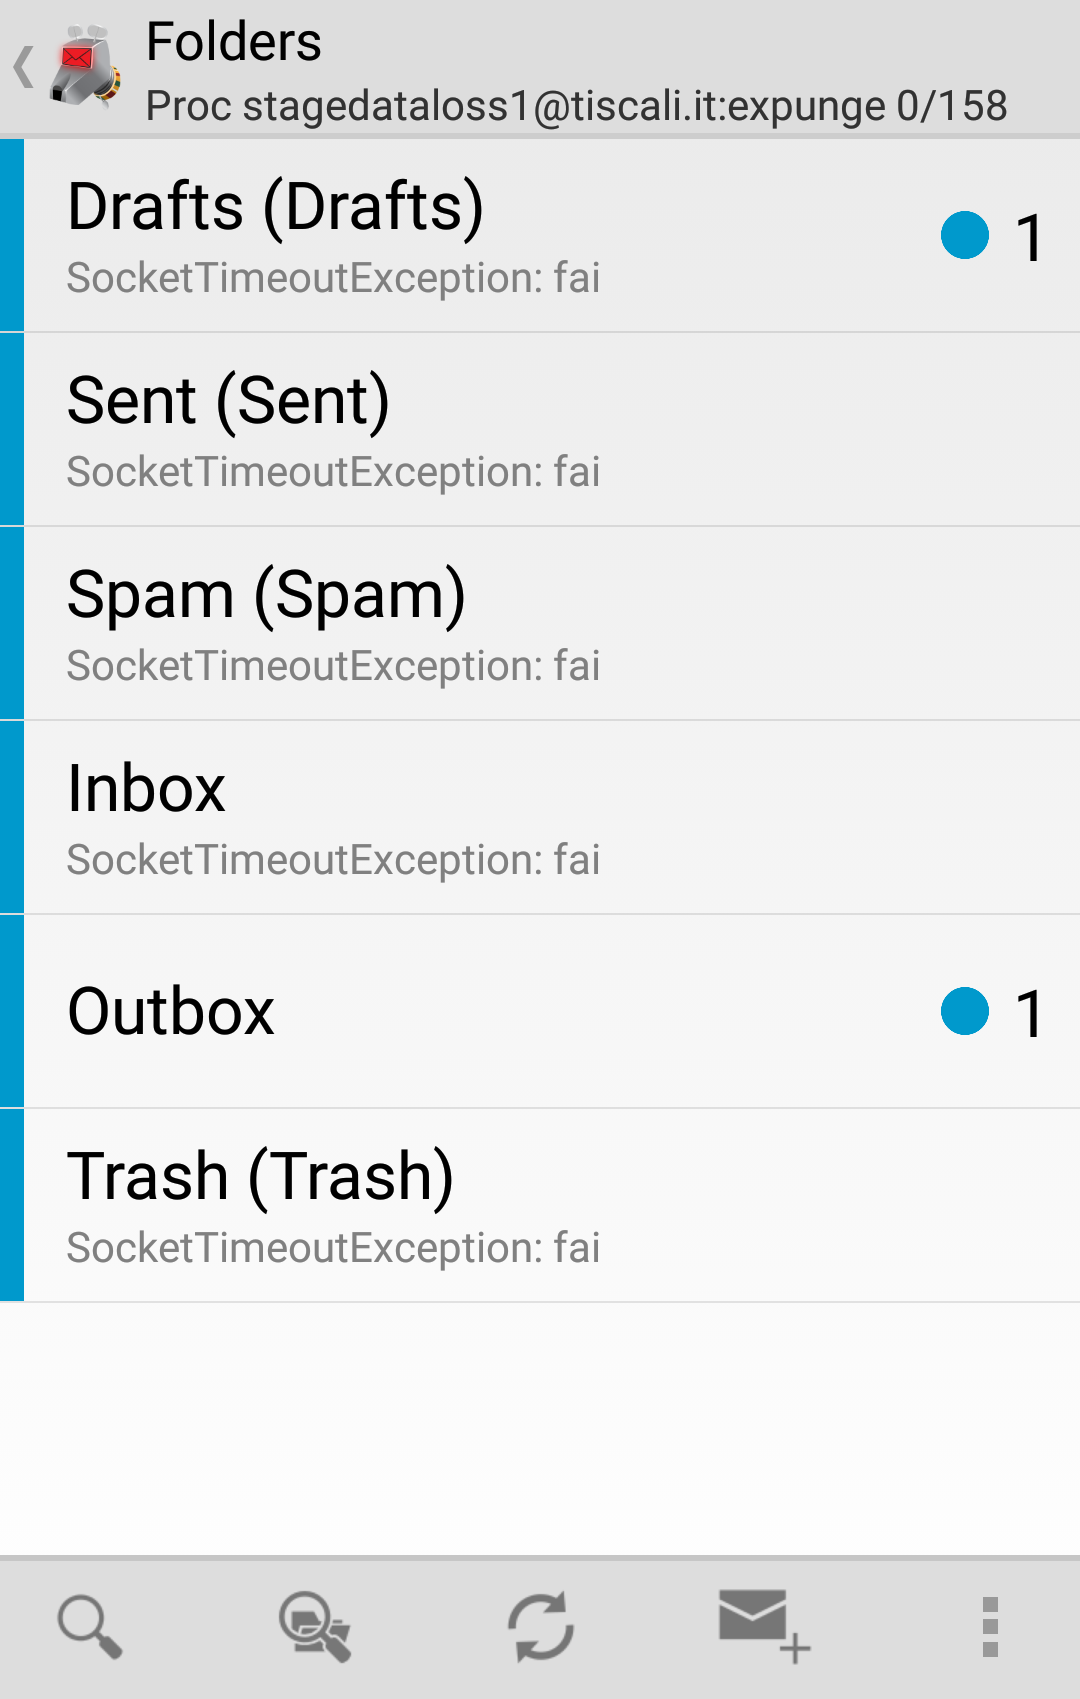 Folders
Proc stagedataloss1@tiscali.it:expunge 0/158
Drafts (Drafts)
SocketTimeoutException: fai
1
Sent (Sent)
SocketTimeoutException: fai
Spam (Spam)
SocketTimeoutException: fai
Inbox
SocketTimeoutException: fai
Outbox
1
Trash (Trash)
SocketTimeoutException: fai